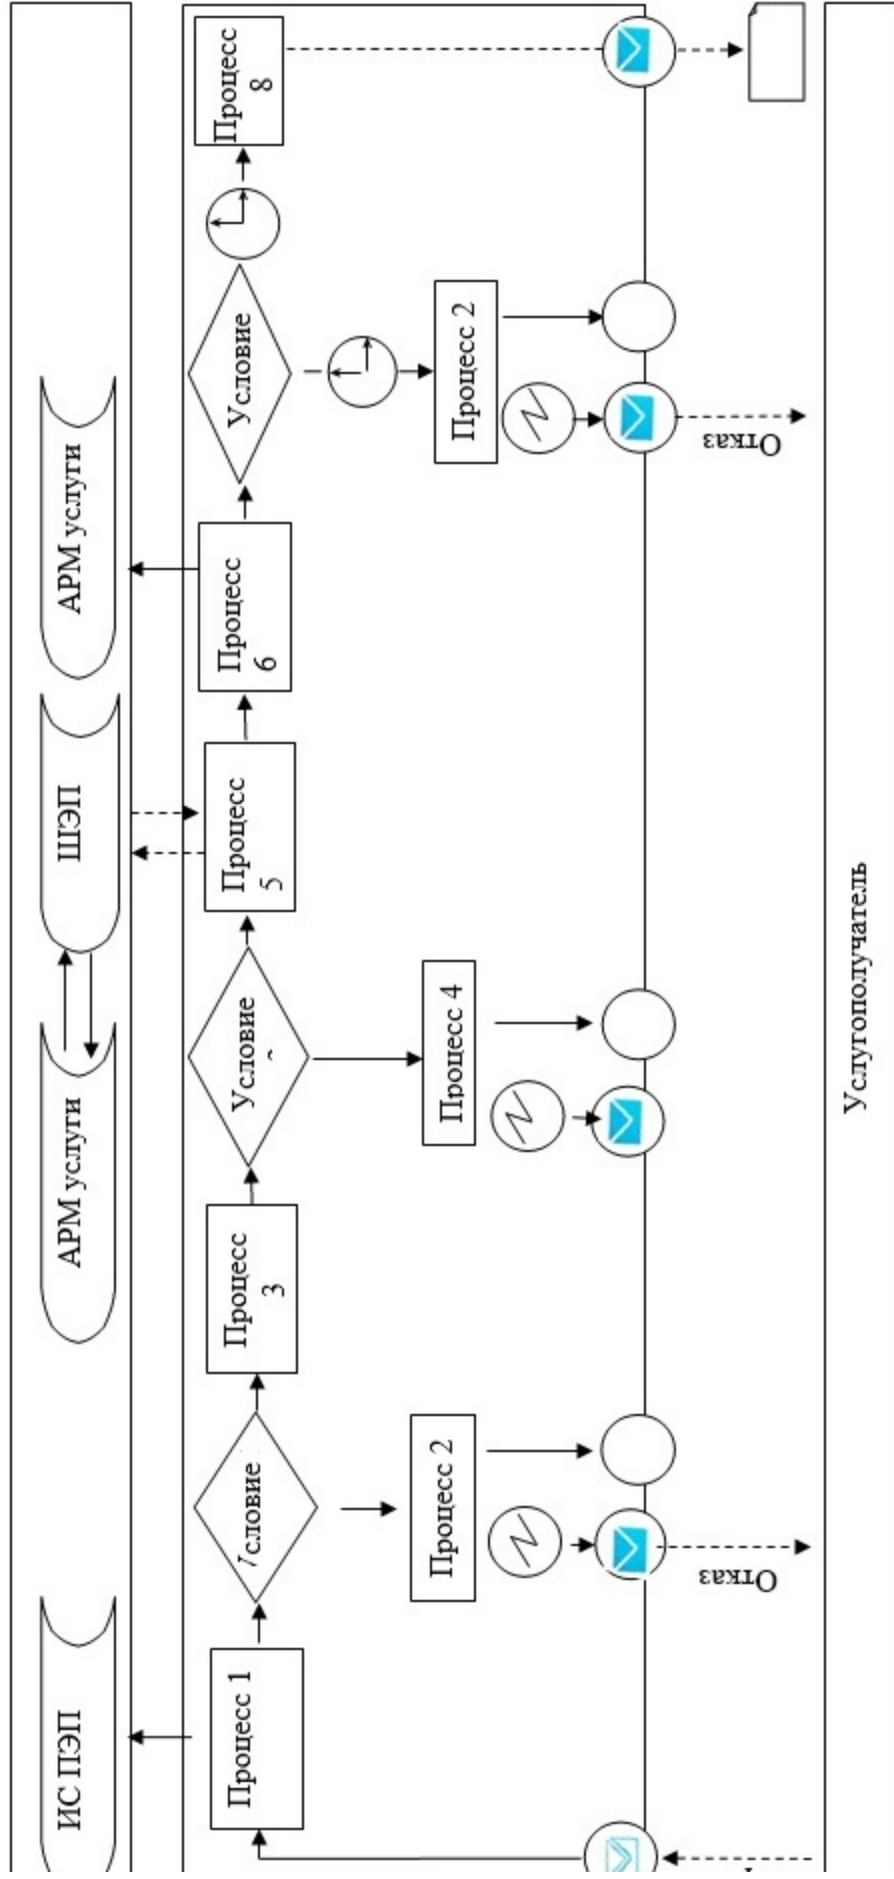 ИС ПЭП
АРМ услуги
ШЭП
АРМ услуги
Процесс 1
Процесс
3
Условие
Процесс
5
Процесс
6
Условие
Процесс
8
Процесс 2
Процесс 4
Процесс 2
Отказ
Отказ
Услугополучатель